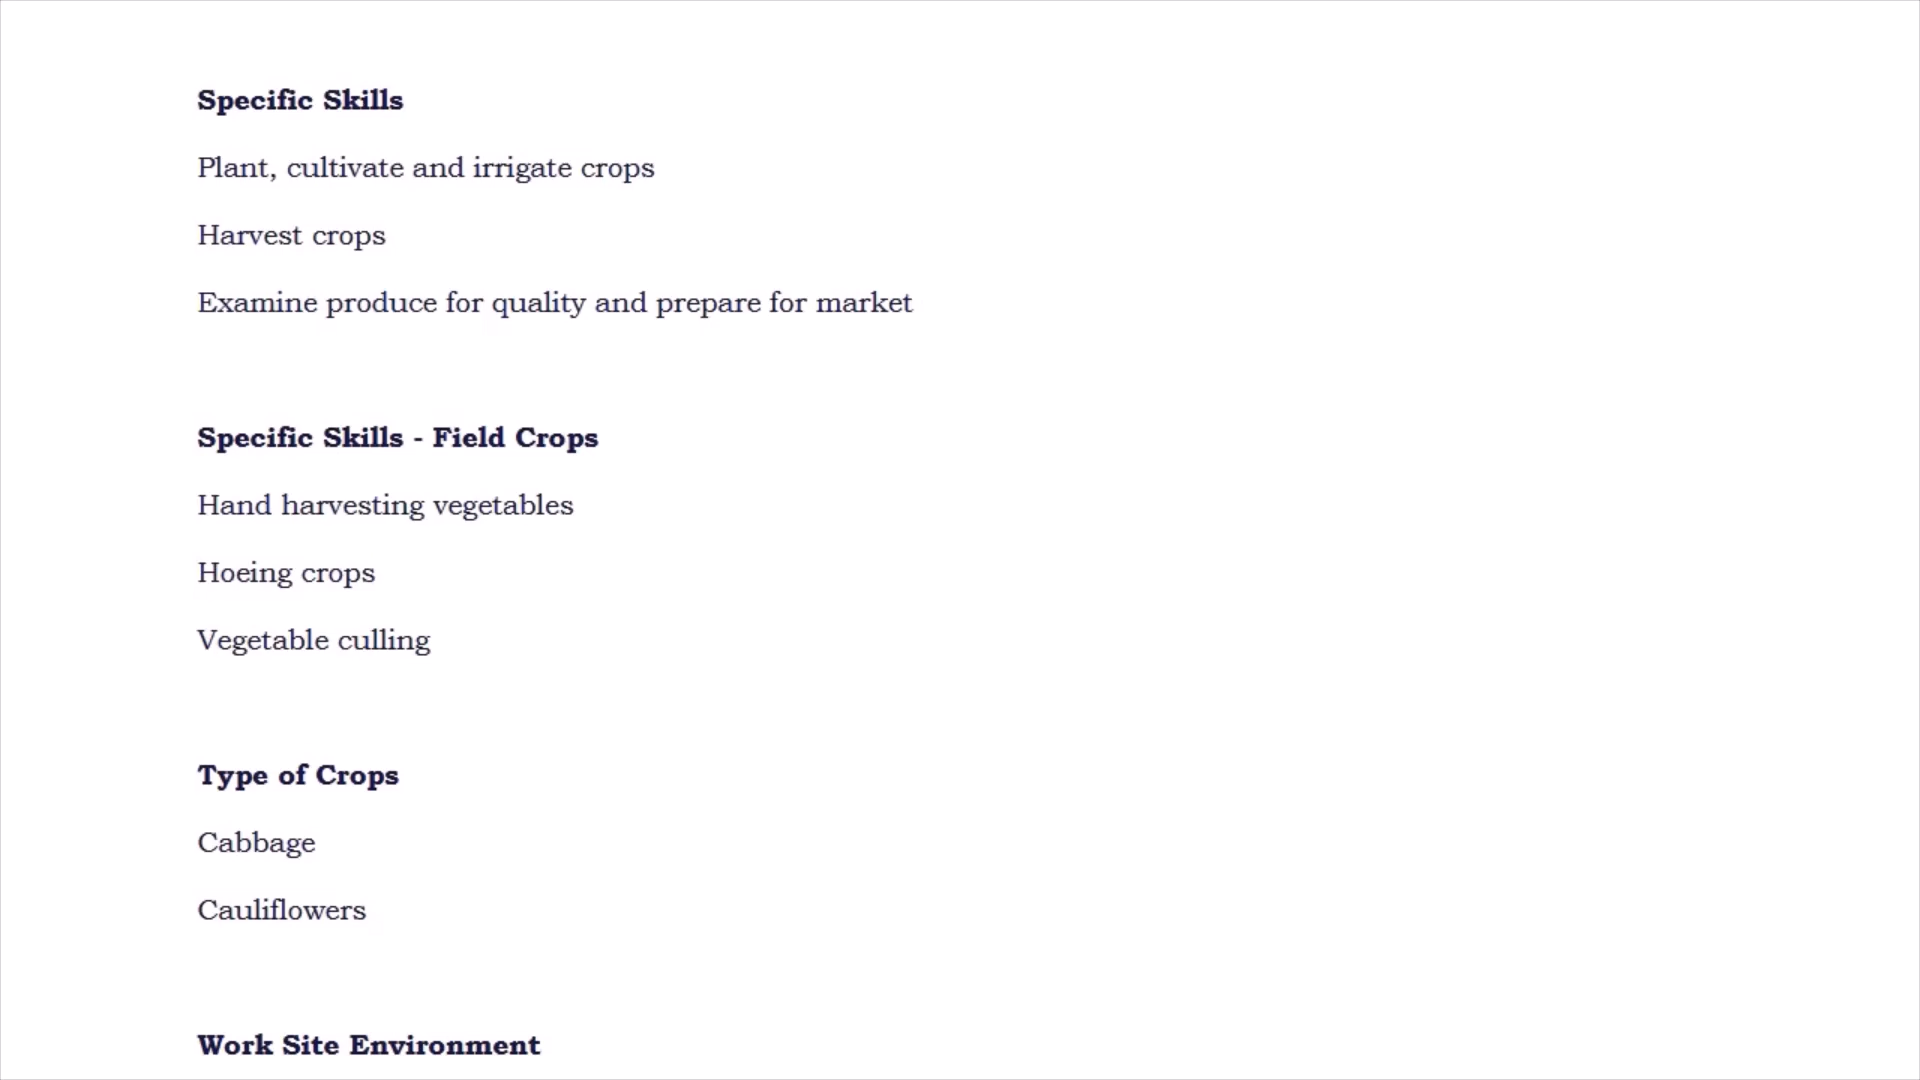 Specific Skills
Plant, cultivate and irrigate crops
Harvest crops
Examine produce for quality and prepare for market
Specific Skills - Field Crops
Hand harvesting vegetables
Hoeing crops
Vegetable culling
Type of Crops
Cabbage
Cauliflowers
Work Site Environment